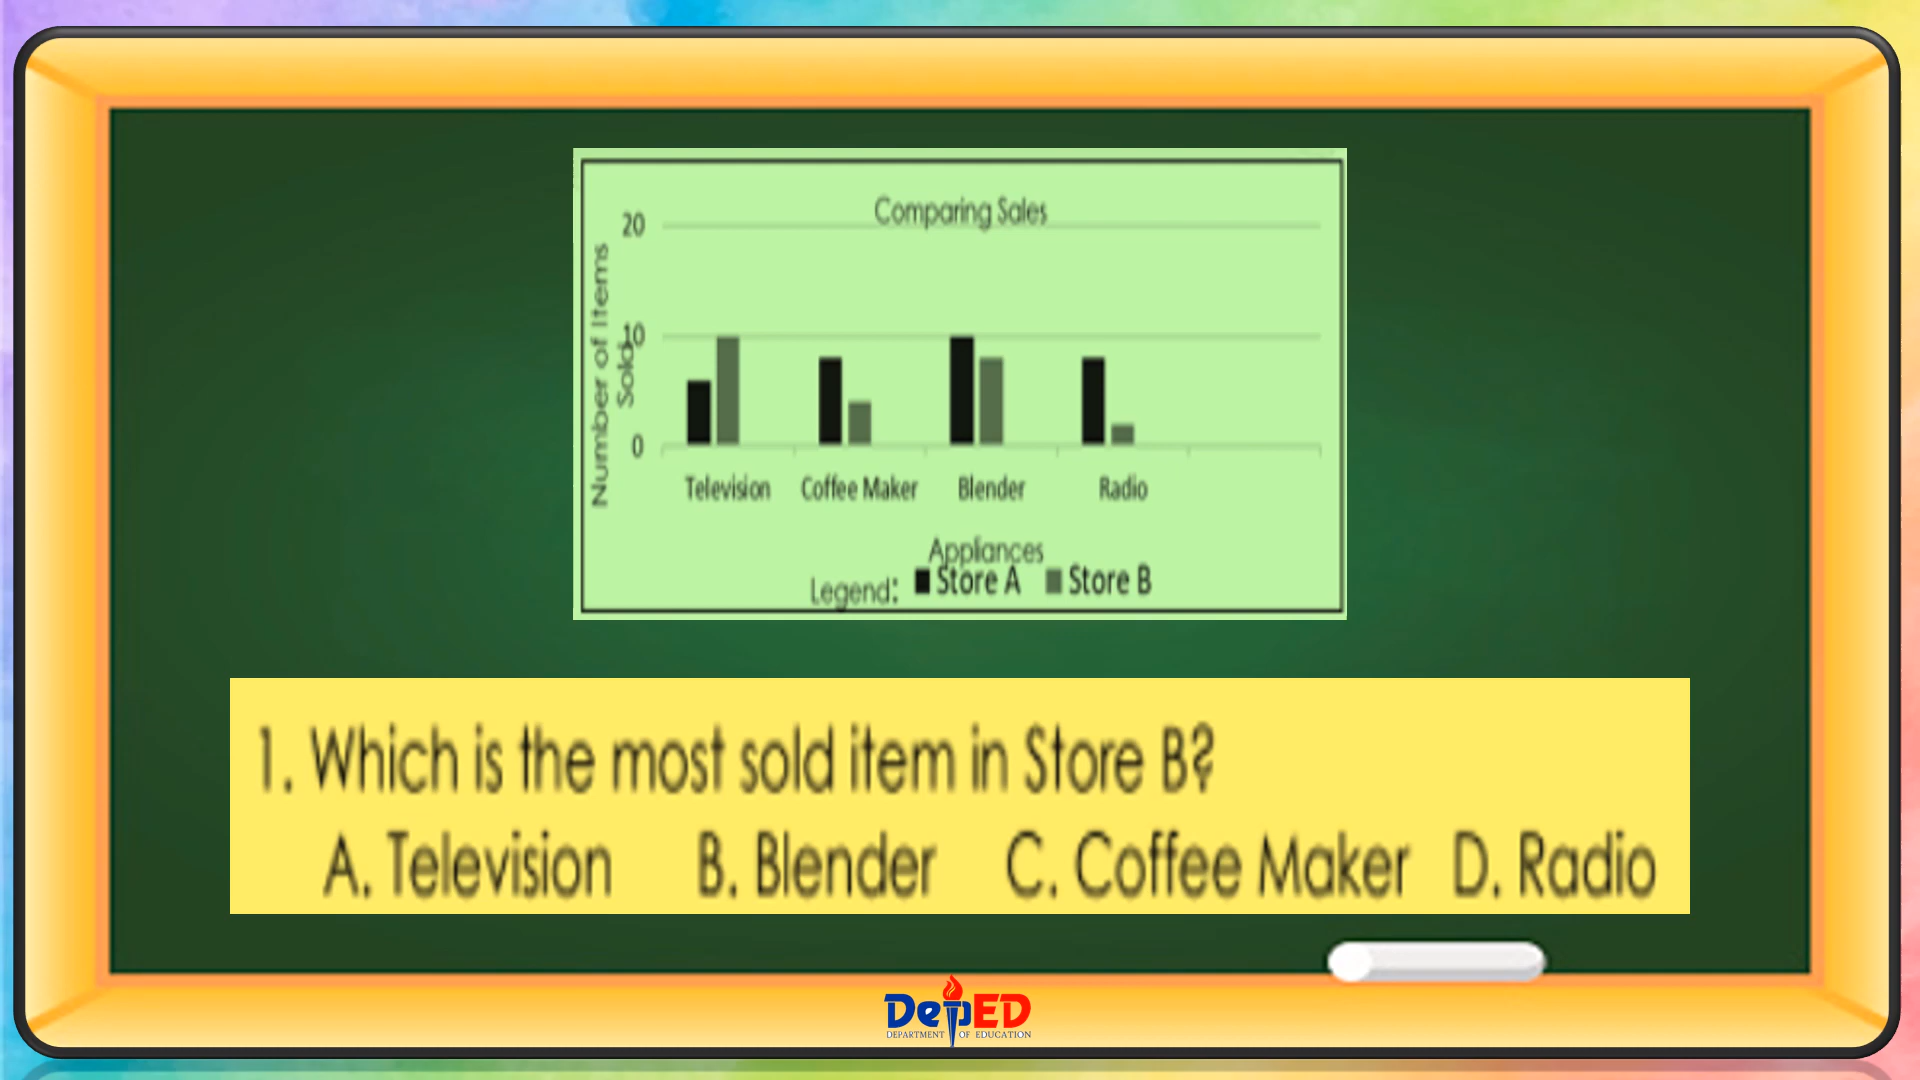 Comparing Sales
20
10
0
Number of Items
Sold
Television Coffee Maker Blender Radio
Appliances
Legend: Store A Store B
1. Which is the most sold item in Store B?
A. Television B. Blender C. Coffee Maker D. Radio
DepED
DEPARTMENT OF EDUCATION